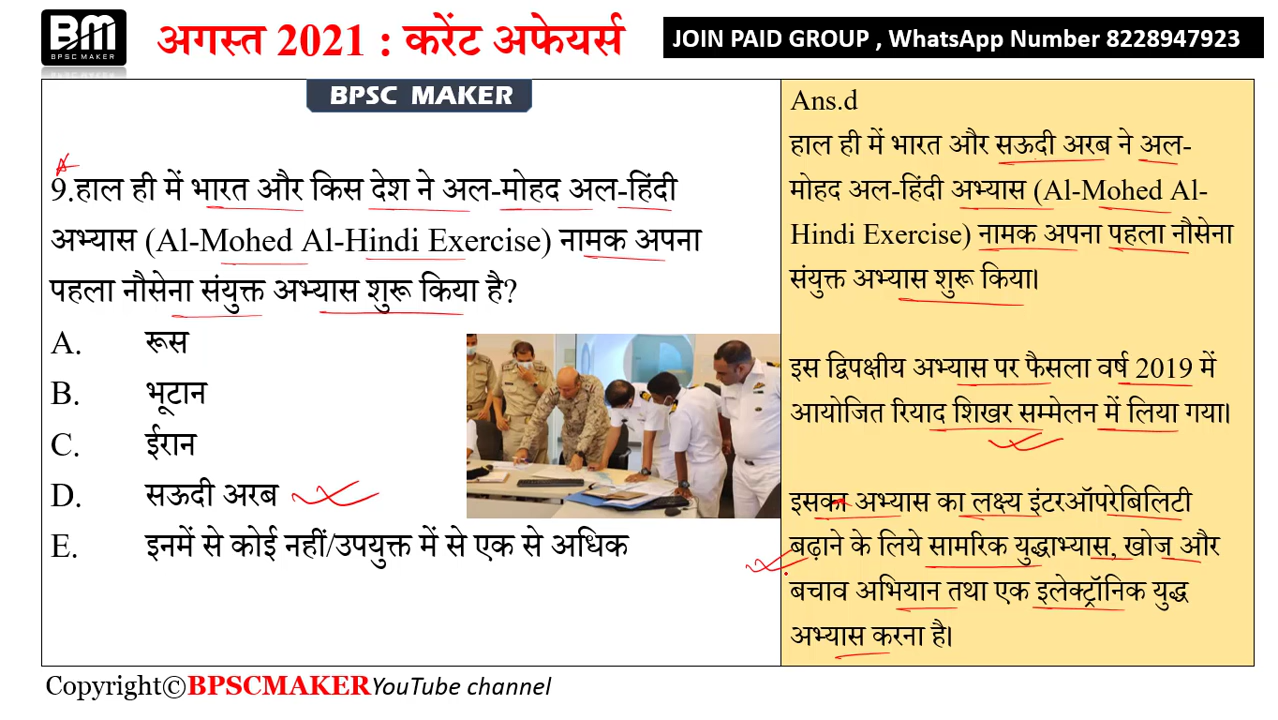 BM
BPSC MAKER
अगस्त 2021 : करेंट अफेयर्स
JOIN PAID GROUP , WhatsApp Number 8228947923
BPSC MAKER
9.हाल ही में भारत और किस देश ने अल-मोहद अल-हिंदी
अभ्यास (Al-Mohed Al-Hindi Exercise) नामक अपना
पहला नौसेना संयुक्त अभ्यास शुरू किया है?
A. रूस
B. भूटान
C. ईरान
D. सऊदी अरब
E. इनमें से कोई नहीं/उपयुक्त में से एक से अधिक
Ans.d
हाल ही में भारत और सऊदी अरब ने अल-
मोहद अल-हिंदी अभ्यास (Al-Mohed Al-
Hindi Exercise) नामक अपना पहला नौसेना
संयुक्त अभ्यास शुरू किया।
इस द्विपक्षीय अभ्यास पर फैसला वर्ष 2019 में
आयोजित रियाद शिखर सम्मेलन में लिया गया।
इसका अभ्यास का लक्ष्य इंटरऑपरेबिलिटी
बढ़ाने के लिये सामरिक युद्धाभ्यास, खोज और
बचाव अभियान तथा एक इलेक्ट्रॉनिक युद्ध
अभ्यास करना है।
Copyright©BPSCMAKERYouTube channel